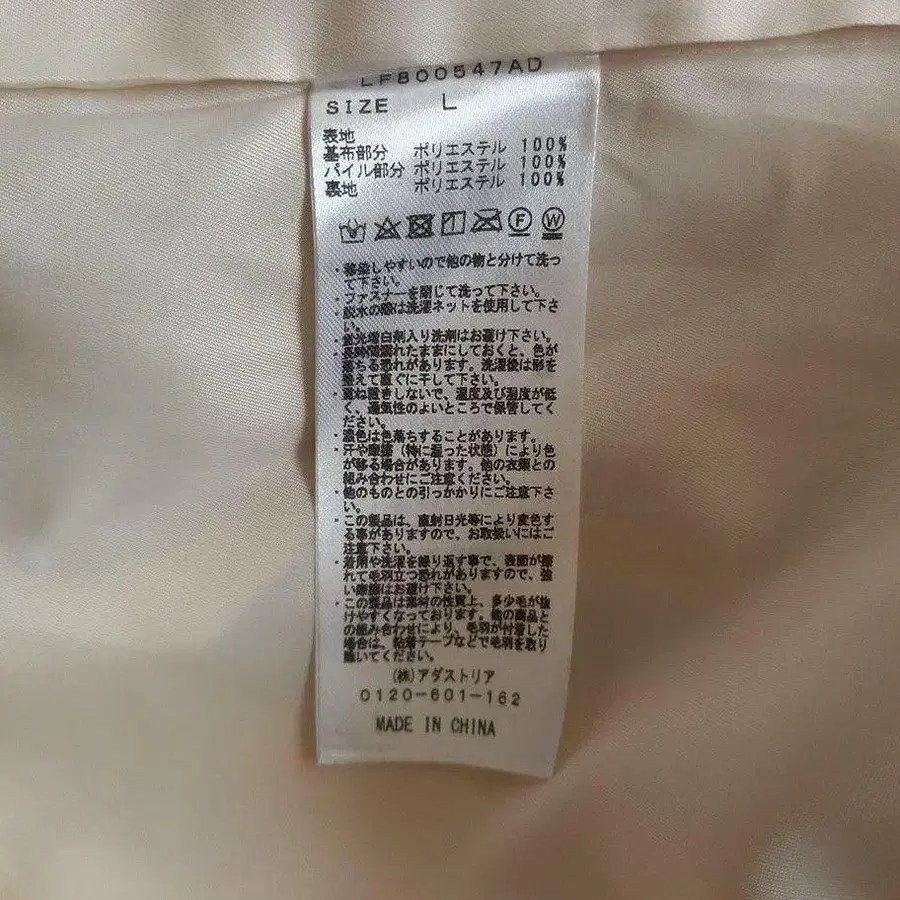 LF800547AD
SIZE L
表地
基布部分 ポリエステル 100%
パイル部分 ポリエステル 100%
裏地 ポリエステル 100%
F W
・移染しやすいので他の物と分けて洗っ
て下さい。
・ファスナーを閉じて洗って下さい。
・脱水の際は洗濯ネットを使用して下さ
い。
・蛍光増白剤入り洗剤はお避け下さい。
・長時間濡れたままにしておくと、色が
落ちる恐れがあります。洗濯後は形を
整えて直ぐに干して下さい。
・重ね置きしないで、温度及び湿度が低
く、通気性のよいところで保管してく
ださい。
・濃色は色落ちすることがあります。
・汗や摩擦（特に湿った状態）により色
が移る場合があります。他の衣類との
組み合わせにご注意ください。
・他のものとの引っかかりにご注意下さ
い。
・この製品は、直射日光等により変色す
る事がありますので、お取扱いにはご
注意下さい。
・着用や洗濯を繰り返す事で、表面が擦
れて毛羽立つ恐れがありますので、強
い摩擦はお避け下さい。
・この製品は素材の性質上、多少毛が抜
けやすくなっております。他の商品と
の組み合わせにより、毛羽が付着した
場合は、粘着テープなどで毛羽を取り
除いてください。
(株)アダストリア
0120-601-162
MADE IN CHINA